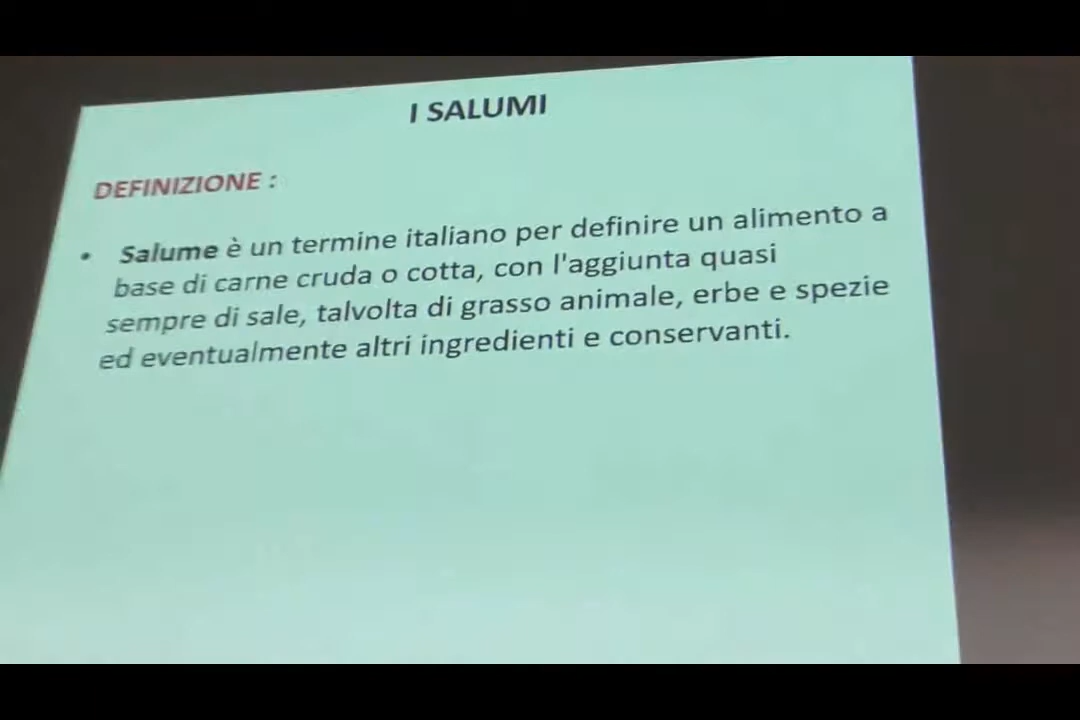 I SALUMI
DEFINIZIONE :
• Salume è un termine italiano per definire un alimento a
base di carne cruda o cotta, con l'aggiunta quasi
sempre di sale, talvolta di grasso animale, erbe e spezie
ed eventualmente altri ingredienti e conservanti.